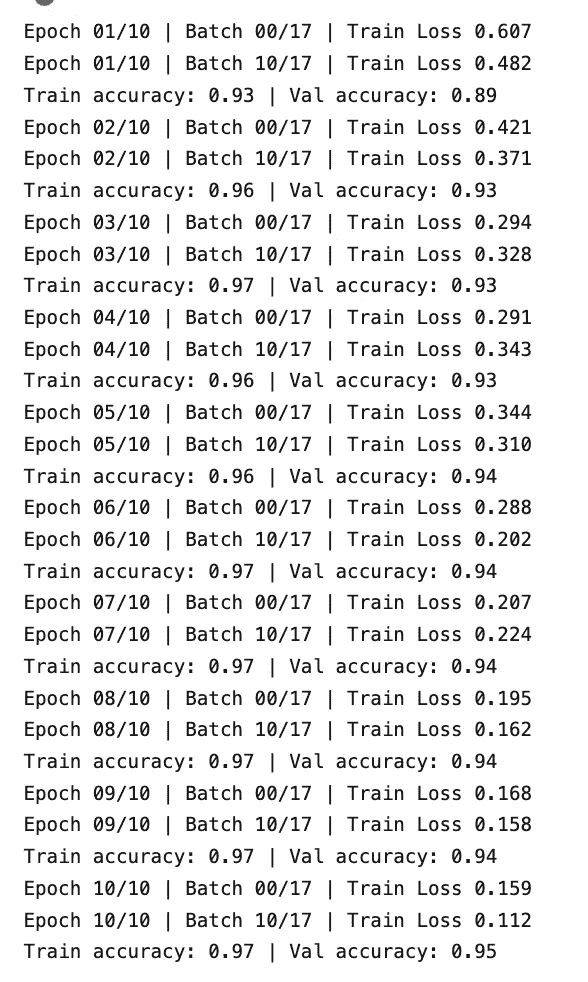 Epoch 01/10 | Batch 00/17 | Train Loss 0.607
Epoch 01/10 | Batch 10/17 | Train Loss 0.482
Train accuracy: 0.93 | Val accuracy: 0.89
Epoch 02/10 | Batch 00/17 | Train Loss 0.421
Epoch 02/10 | Batch 10/17 | Train Loss 0.371
Train accuracy: 0.96 | Val accuracy: 0.93
Epoch 03/10 | Batch 00/17 | Train Loss 0.294
Epoch 03/10 | Batch 10/17 | Train Loss 0.328
Train accuracy: 0.97 | Val accuracy: 0.93
Epoch 04/10 | Batch 00/17 | Train Loss 0.291
Epoch 04/10 | Batch 10/17 | Train Loss 0.343
Train accuracy: 0.96 | Val accuracy: 0.93
Epoch 05/10 | Batch 00/17 | Train Loss 0.344
Epoch 05/10 | Batch 10/17 | Train Loss 0.310
Train accuracy: 0.96 | Val accuracy: 0.94
Epoch 06/10 | Batch 00/17 | Train Loss 0.288
Epoch 06/10 | Batch 10/17 | Train Loss 0.202
Train accuracy: 0.97 | Val accuracy: 0.94
Epoch 07/10 | Batch 00/17 | Train Loss 0.207
Epoch 07/10 | Batch 10/17 | Train Loss 0.224
Train accuracy: 0.97 | Val accuracy: 0.94
Epoch 08/10 | Batch 00/17 | Train Loss 0.195
Epoch 08/10 | Batch 10/17 | Train Loss 0.162
Train accuracy: 0.97 | Val accuracy: 0.94
Epoch 09/10 | Batch 00/17 | Train Loss 0.168
Epoch 09/10 | Batch 10/17 | Train Loss 0.158
Train accuracy: 0.97 | Val accuracy: 0.94
Epoch 10/10 | Batch 00/17 | Train Loss 0.159
Epoch 10/10 | Batch 10/17 | Train Loss 0.112
Train accuracy: 0.97 | Val accuracy: 0.95